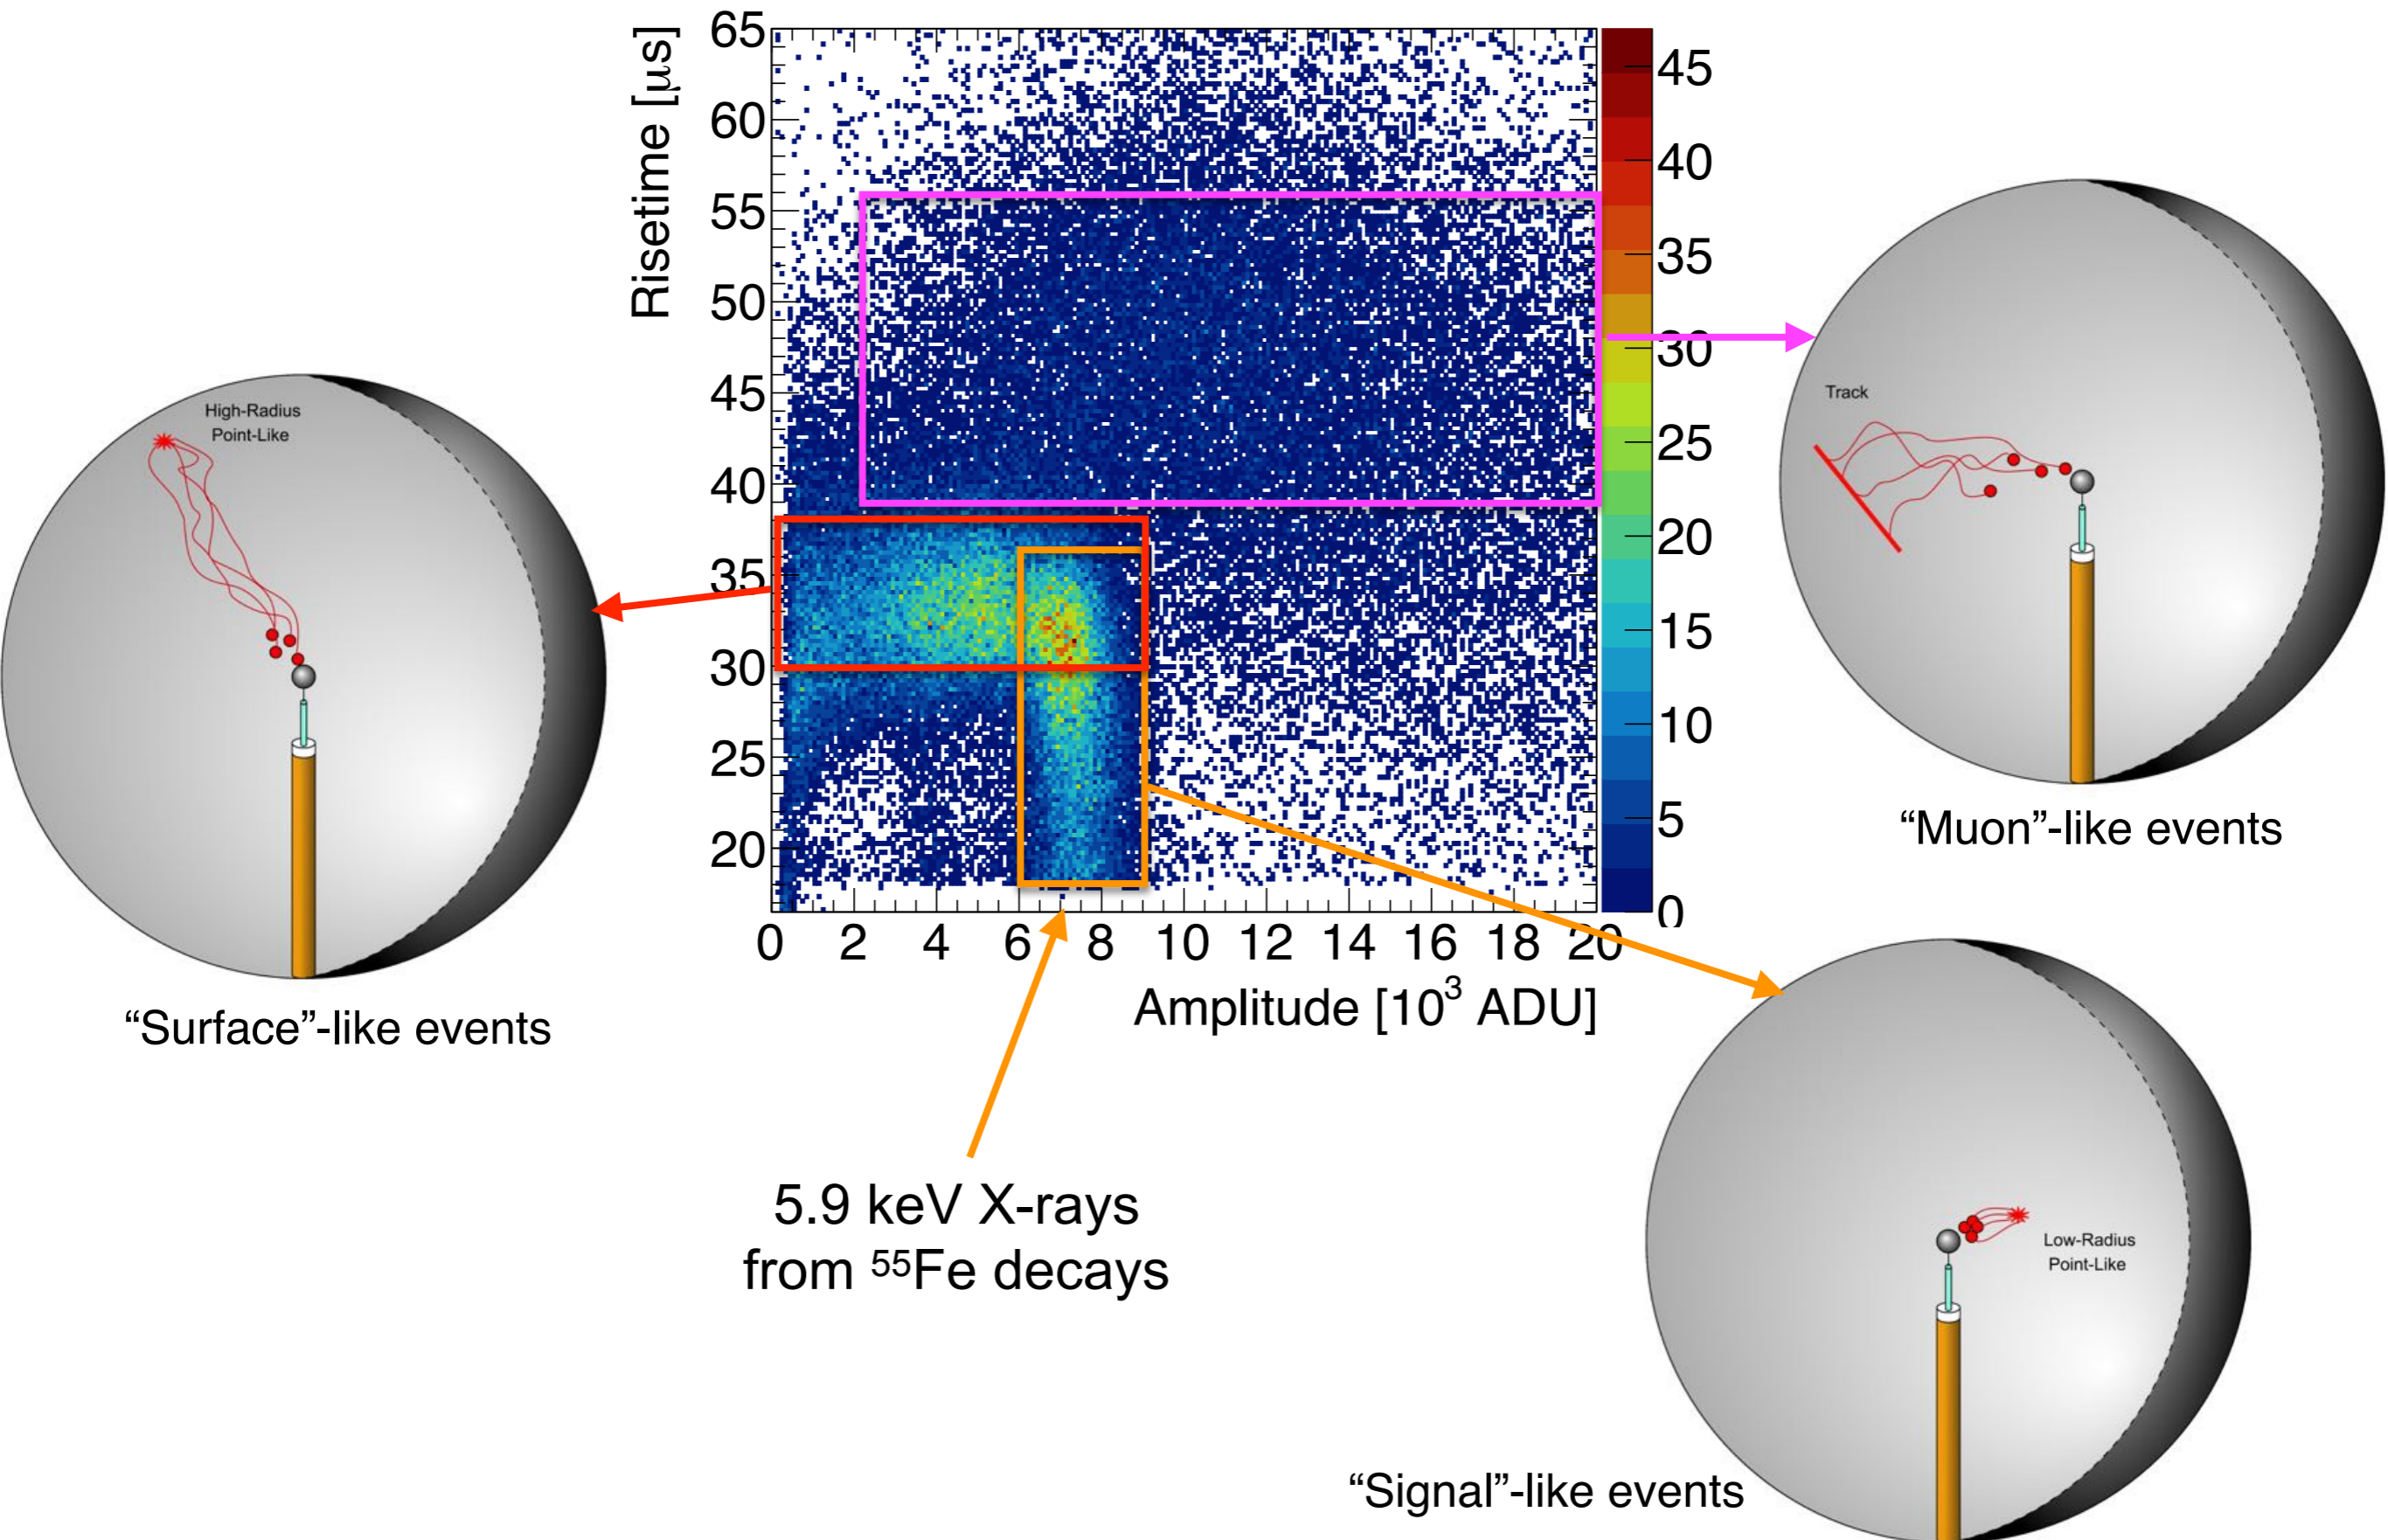 Risetime [μs]
65
60
55
50
45
40
35
30
25
20
0 2 4 6 8 10 12 14 16 18 20
Amplitude [10³ ADU]
45
40
35
30
25
20
15
10
5
0
High-Radius
Point-Like
“Surface”-like events
Track
“Muon”-like events
5.9 keV X-rays
from ⁵⁵Fe decays
Low-Radius
Point-Like
“Signal”-like events